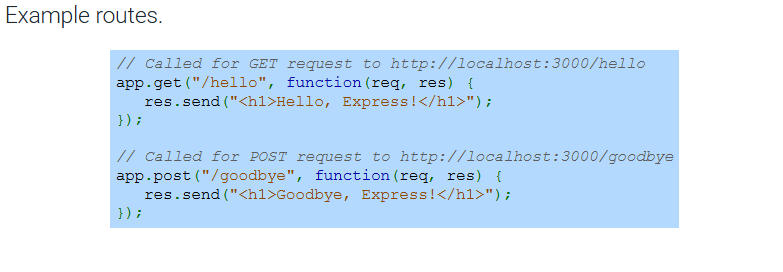 Example routes.
// Called for GET request to http://localhost:3000/hello
app.get("/hello", function(req, res) {
   res.send("<h1>Hello, Express!</h1>");
});

// Called for POST request to http://localhost:3000/goodbye
app.post("/goodbye", function(req, res) {
   res.send("<h1>Goodbye, Express!</h1>");
});